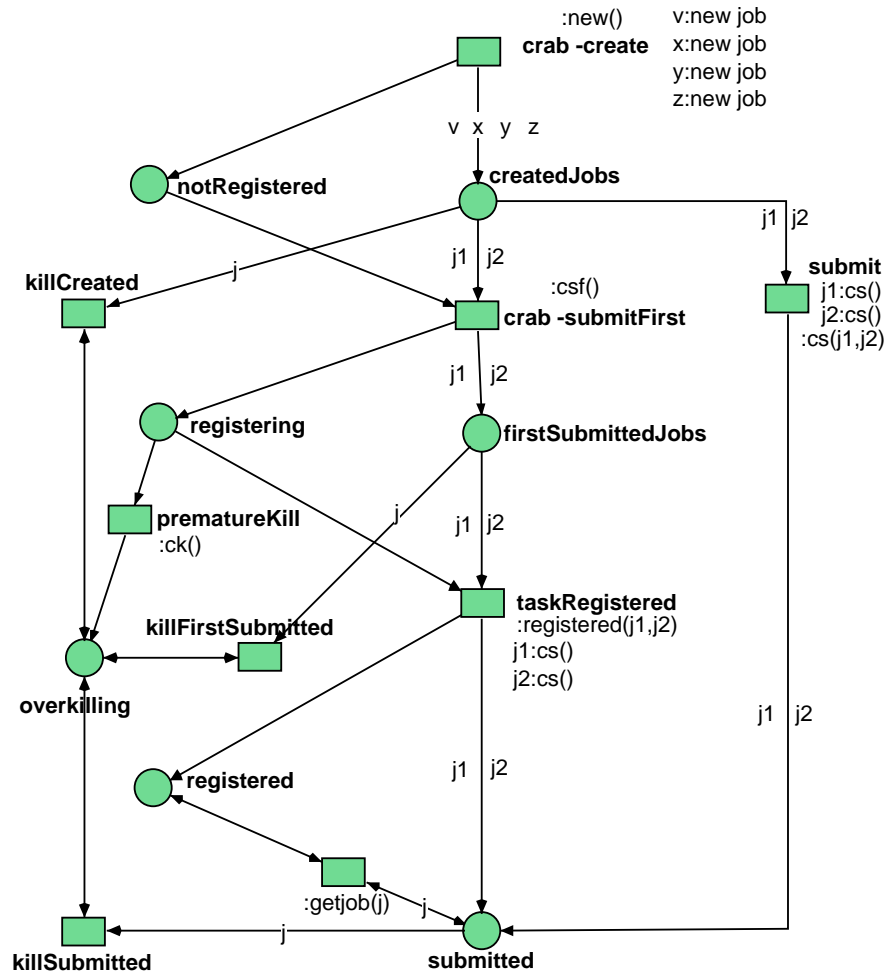 :new()
crab -create
v:new job
x:new job
y:new job
z:new job
v x y z
notRegistered
createdJobs
j1 j2
j
j1 j2
killCreated
submit
j1:cs()
j2:cs()
:cs(j1,j2)
:csf()
crab -submitFirst
j1 j2
registering
firstSubmittedJobs
prematureKill
:ck()
j
j1 j2
killFirstSubmitted
taskRegistered
:registered(j1,j2)
j1:cs()
j2:cs()
overkilling
j1 j2
registered
j1 j2
:getjob(j)
j
j
killSubmitted
submitted